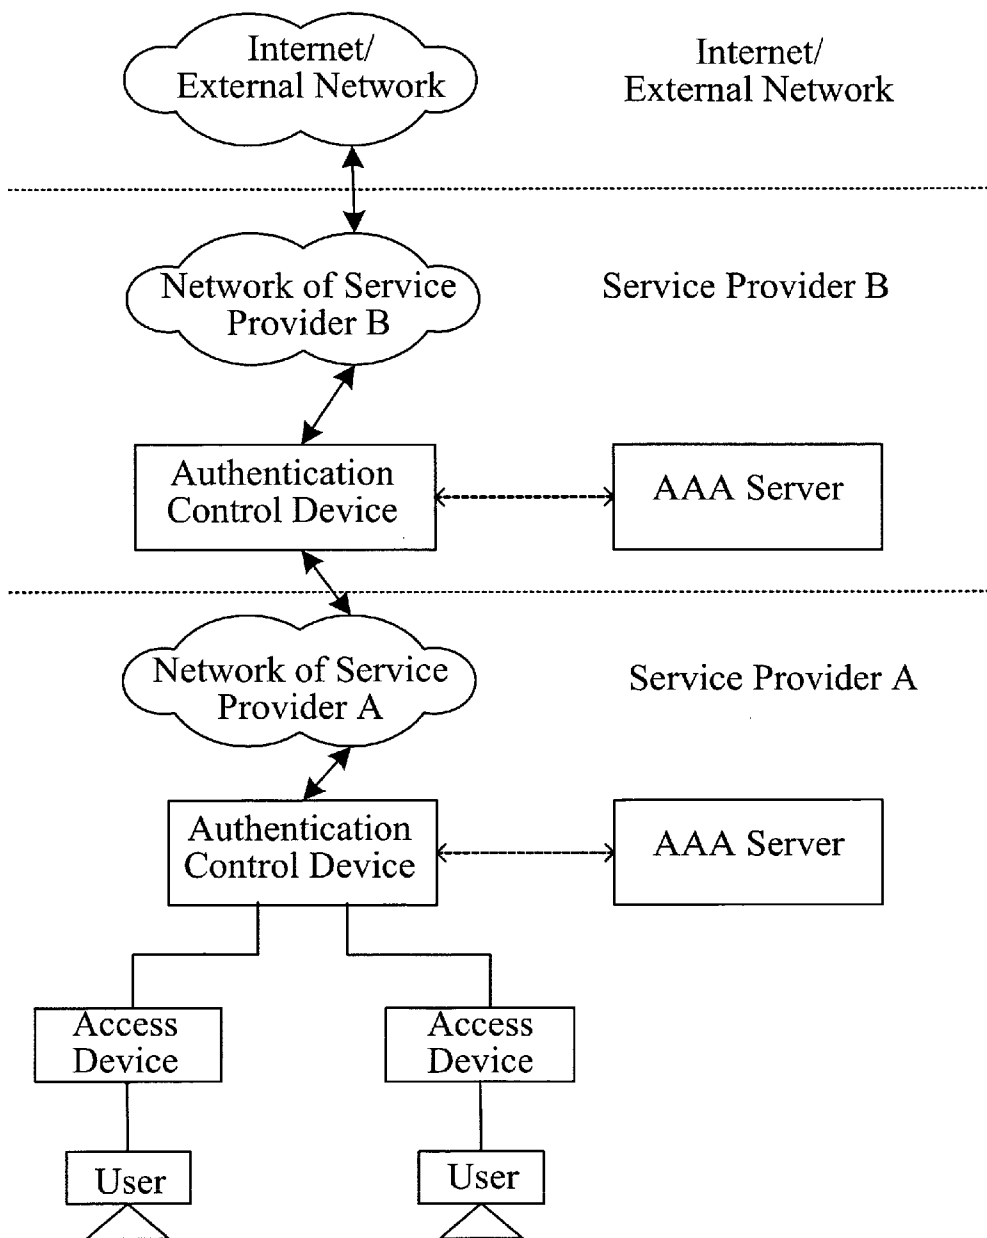 Internet/
External Network
Internet/
External Network
Network of Service
Provider B
Service Provider B
Authentication
Control Device
AAA Server
Network of Service
Provider A
Service Provider A
Authentication
Control Device
AAA Server
Access
Device
Access
Device
User
User